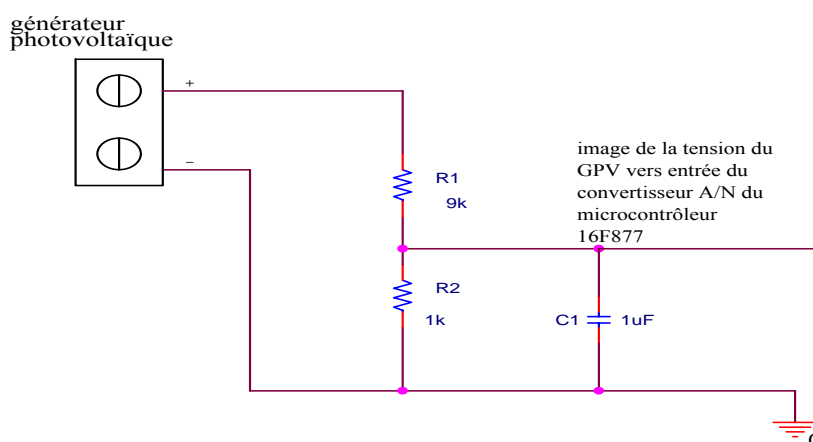 générateur
photovoltaïque
+
−
image de la tension du
GPV vers entrée du
convertisseur A/N du
microcontrôleur
16F877
R1
9k
R2
1k
C1
1uF